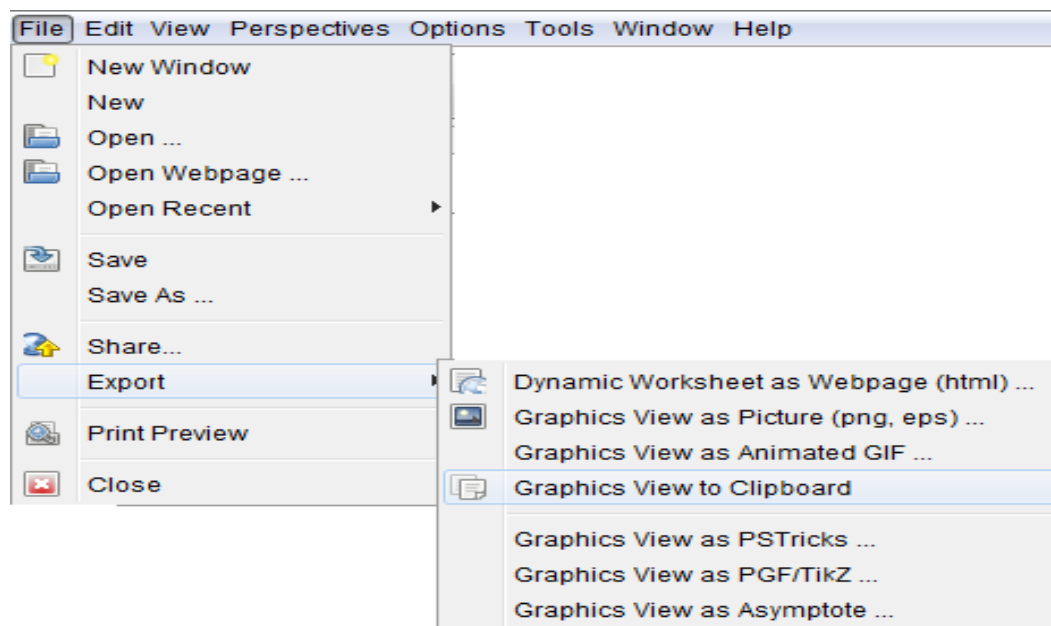 File Edit View Perspectives Options Tools Window Help
New Window
New
Open ...
Open Webpage ...
Open Recent
Save
Save As ...
Share...
Export
Print Preview
Close
Dynamic Worksheet as Webpage (html) ...
Graphics View as Picture (png, eps) ...
Graphics View as Animated GIF ...
Graphics View to Clipboard
Graphics View as PSTricks ...
Graphics View as PGF/TikZ ...
Graphics View as Asymptote ...